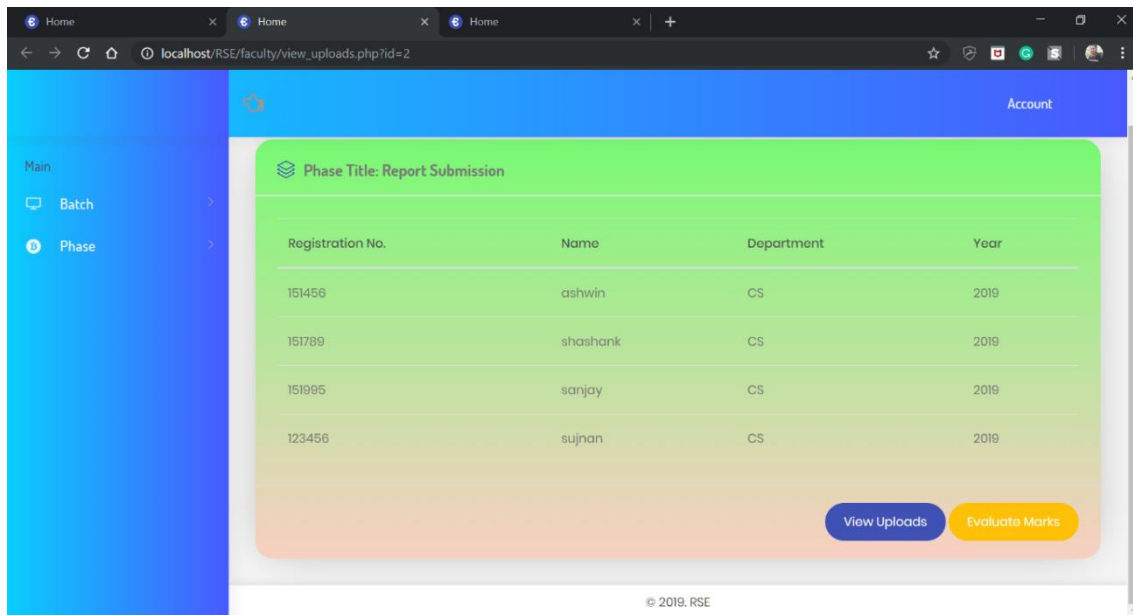 Home Home Home
localhost/RSE/faculty/view_uploads.php?id=2
Account
Main
Batch
Phase
Phase Title: Report Submission
Registration No. Name Department Year
151456 ashwin CS 2019
151789 shashank CS 2019
151995 sanjay CS 2019
123456 sujnan CS 2019
View Uploads Evaluate Marks
© 2019. RSE